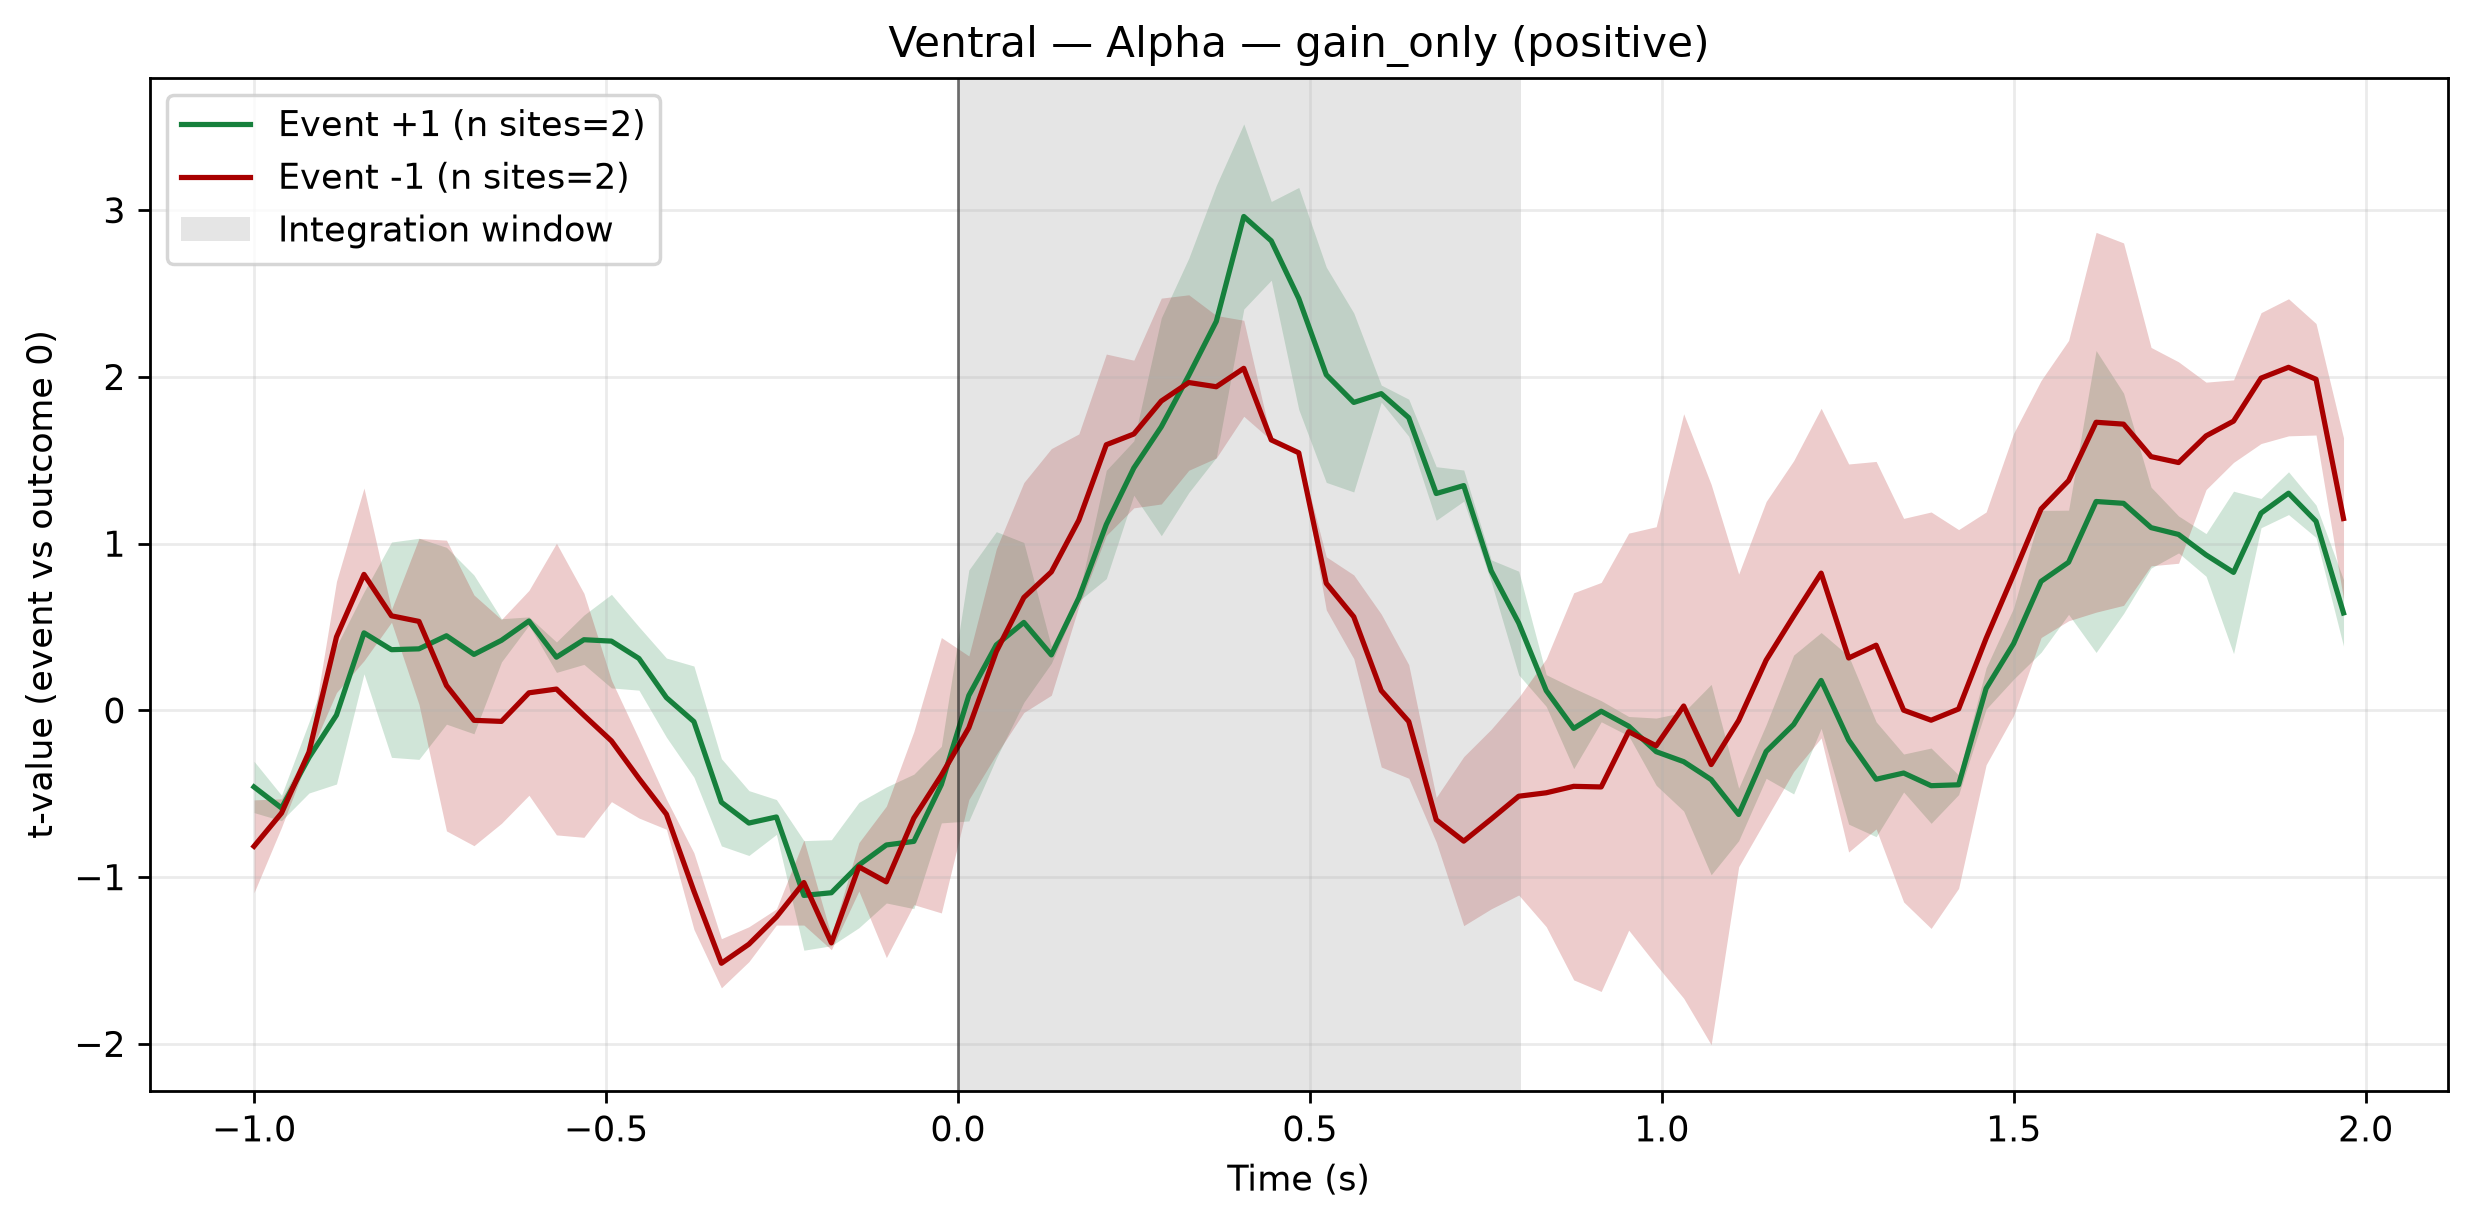 Ventral — Alpha — gain_only (positive)
Event +1 (n sites=2)
Event -1 (n sites=2)
Integration window
t-value (event vs outcome 0)
3
2
1
0
−1
−2
−1.0 −0.5 0.0 0.5 1.0 1.5 2.0
Time (s)